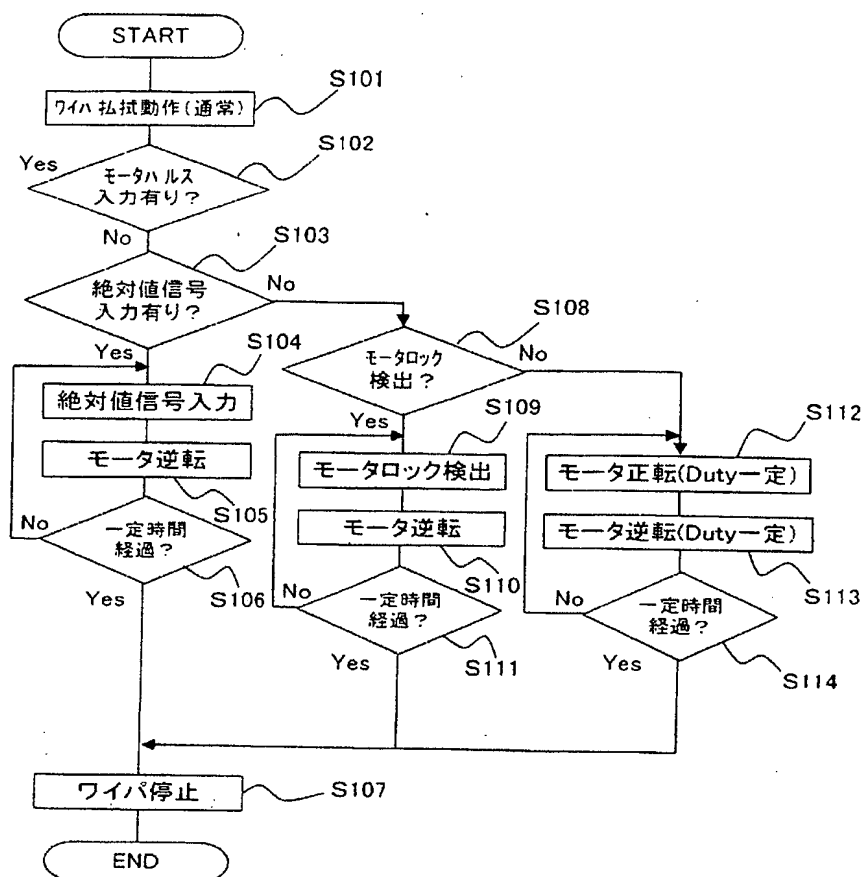 START
S101
ワイハ 払拭動作(通常)
S102
Yes
モータハ ルス
入力有り？
No
S103
絶対値信号
入力有り？
No
Yes
S104
絶対値信号入力
モータ逆転
S105
No
一定時間
経過？
S106
Yes
S108
モータロック
検出？
No
Yes
S109
モータロック検出
モータ逆転
S110
No
一定時間
経過？
S111
Yes
S112
モータ正転(Duty一定)
モータ逆転(Duty一定)
S113
No
一定時間
経過？
S114
Yes
ワイパ停止
S107
END